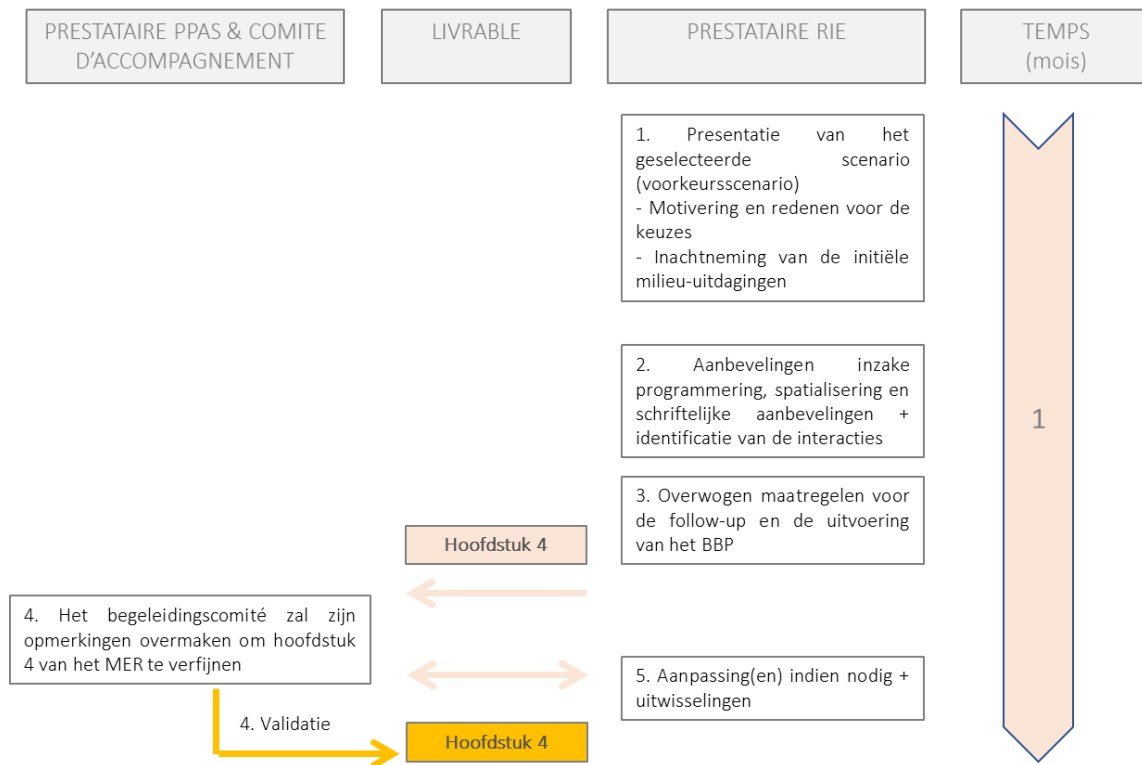 PRESTATAIRE PPAS & COMITE
D'ACCOMPAGNEMENT
LIVRABLE
PRESTATAIRE RIE
TEMPS
(mois)
1. Presentatie van het
geselecteerde scenario
(voorkeursscenario)
- Motivering en redenen voor de
keuzes
- Inachtneming van de initiële
milieu-uitdagingen
2. Aanbevelingen inzake
programmering, spatialisering en
schriftelijke aanbevelingen +
identificatie van de interacties
1
3. Overwogen maatregelen voor
de follow-up en de uitvoering
van het BBP
Hoofdstuk 4
4. Het begeleidingscomité zal zijn
opmerkingen overmaken om hoofdstuk
4 van het MER te verfijnen
5. Aanpassing(en) indien nodig +
uitwisselingen
4. Validatie
Hoofdstuk 4